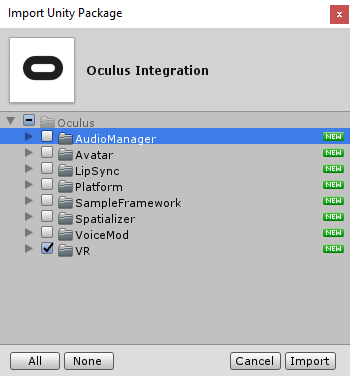 Import Unity Package
x
Oculus Integration
Oculus
AudioManager NEW
Avatar NEW
LipSync NEW
Platform NEW
SampleFramework NEW
Spatializer NEW
VoiceMod NEW
VR NEW
All None Cancel Import